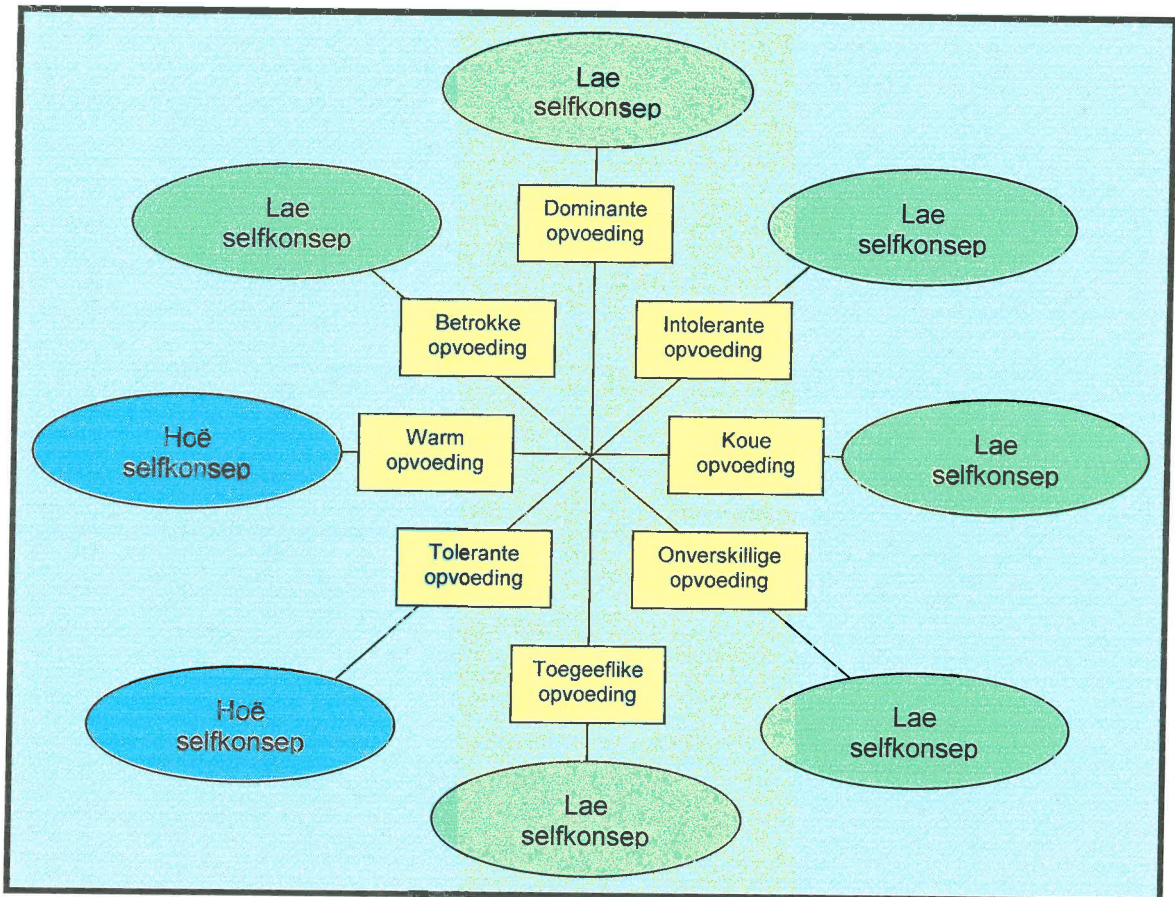 Lae
selfkonsep
Dominante
opvoeding
Lae
selfkonsep
Lae
selfkonsep
Betrokke
opvoeding
Intolerante
opvoeding
Hoë
selfkonsep
Warm
opvoeding
Koue
opvoeding
Lae
selfkonsep
Tolerante
opvoeding
Onverskillige
opvoeding
Toegeeflike
opvoeding
Hoë
selfkonsep
Lae
selfkonsep
Lae
selfkonsep